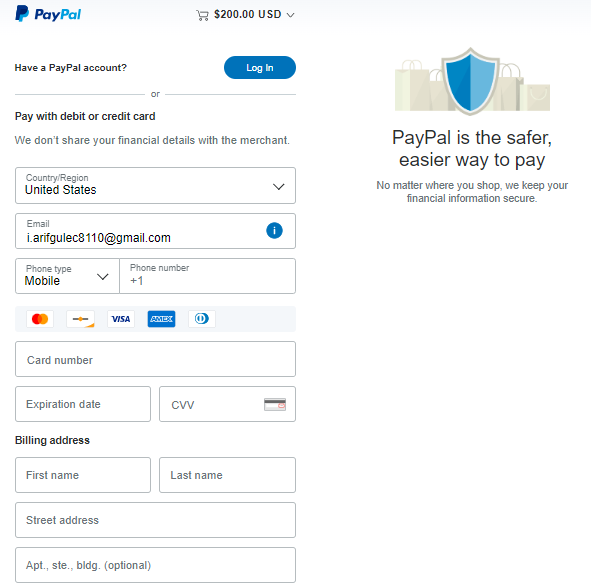 PayPal
$200.00 USD
Have a PayPal account?
Log In
or
Pay with debit or credit card
We don't share your financial details with the merchant.
Country/Region
United States
Email
i.arifgulec8110@gmail.com
i
Phone type
Mobile
Phone number
+1
VISA
AMEX
Card number
Expiration date
CVV
Billing address
First name
Last name
Street address
Apt., ste., bldg. (optional)
PayPal is the safer,
easier way to pay
No matter where you shop, we keep your
financial information secure.